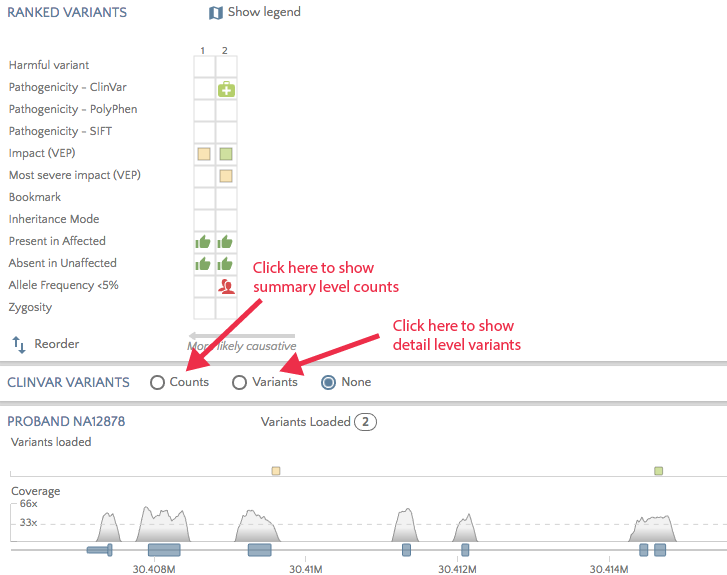 RANKED VARIANTS
Show legend
1 2
Harmful variant
Pathogenicity - ClinVar
Pathogenicity - PolyPhen
Pathogenicity - SIFT
Impact (VEP)
Most severe impact (VEP)
Bookmark
Inheritance Mode
Present in Affected
Absent in Unaffected
Allele Frequency <5%
Zygosity
Click here to show
summary level counts
Click here to show
detail level variants
Reorder
More likely causative
CLINVAR VARIANTS Counts Variants None
PROBAND NA12878 Variants Loaded 2
Variants loaded
Coverage
66x
33x
30.408M 30.41M 30.412M 30.414M